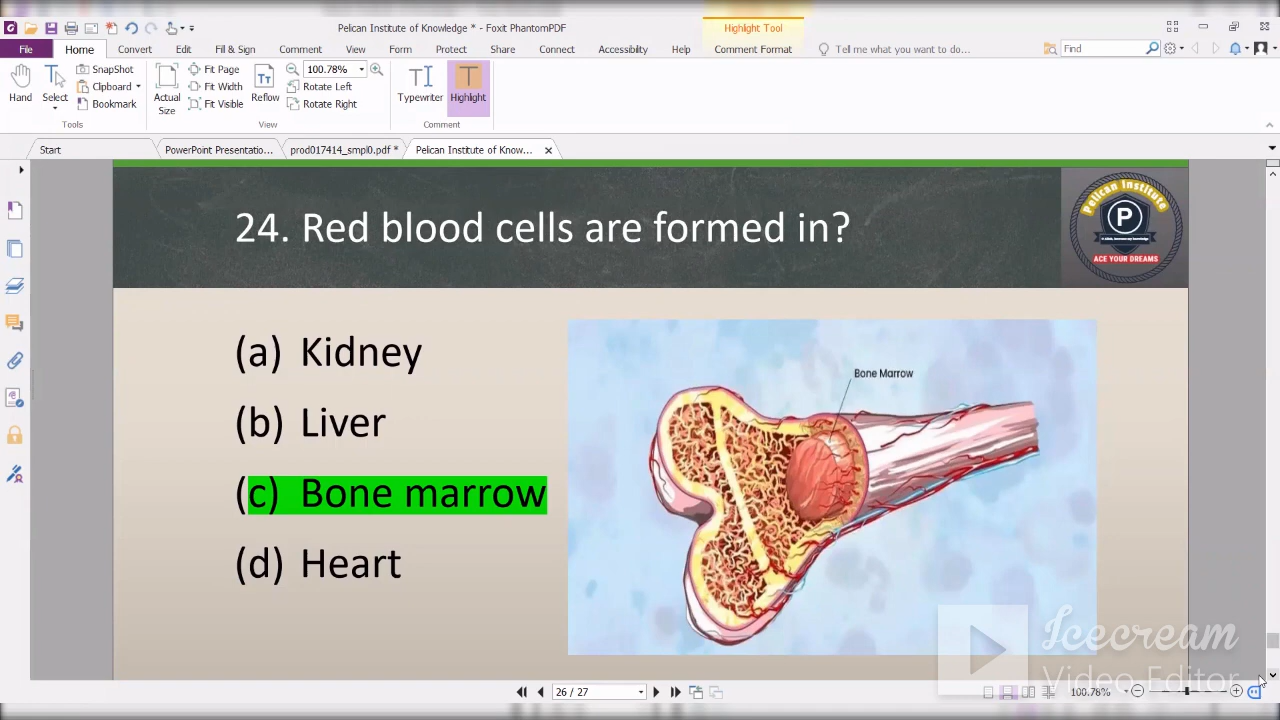 Pelican Institute of Knowledge * - Foxit PhantomPDF
Highlight Tool
File Home Convert Edit Fill & Sign Comment View Form Protect Share Connect Accessibility Help Comment Format Tell me what you want to do... Find
Hand
Select
SnapShot
Clipboard
Bookmark
Tools
Actual Size
Fit Page
Fit Width
Fit Visible
Reflow
100.78%
Rotate Left
Rotate Right
View
Typewriter
Highlight
Comment
Start PowerPoint Presentatio... prod017414_smpl0.pdf * Pelican Institute of Know...
24. Red blood cells are formed in?
Pelican Institute
P
ACE YOUR DREAMS
(a) Kidney
(b) Liver
(c) Bone marrow
(d) Heart
Bone Marrow
Icecream
Video Editor
26 / 27
100.78%